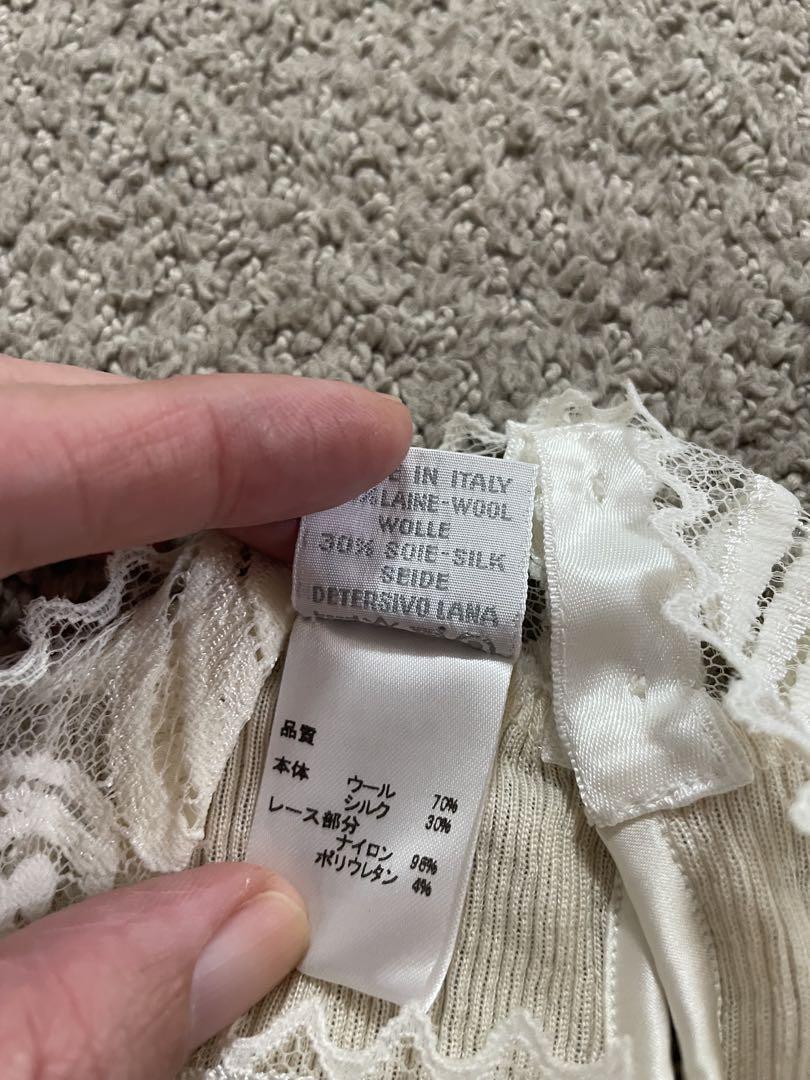 E IN ITALY
% LAINE-WOOL
WOLLE
30% SOIE-SILK
SEIDE
DETERSIVO LANA
品質
本体 ウール 70%
シルク 30%
レース部分
ナイロン 96%
ポリウレタン 4%